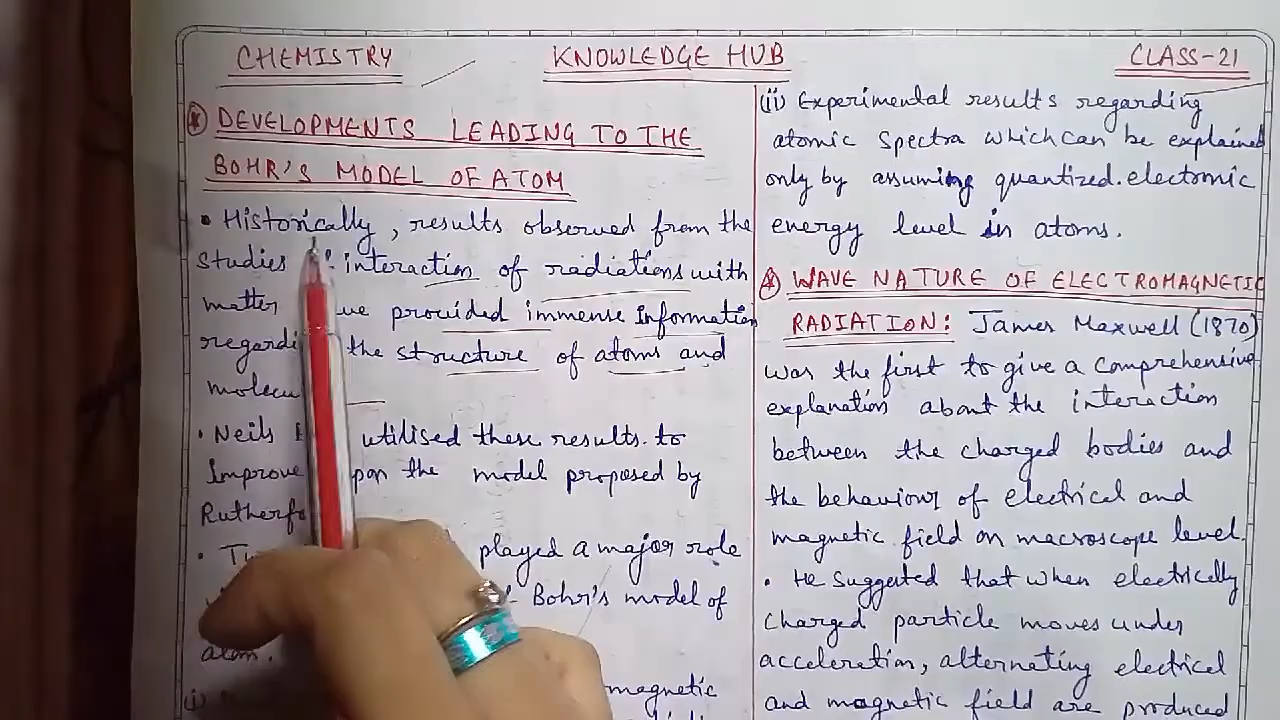 CHEMISTRY
KNOWLEDGE HUB
CLASS-21
DEVELOPMENTS LEADING TO THE
BOHR'S MODEL OF ATOM
• Historically, results observed from the
studies interaction of radiations with
matter provided immense Information
the structure of atoms and
• Neils utilised these results to
Improve the model proposed by
•
played a major role
Bohr's model of
atom.
(i) magnetic
(ii) Experimental results regarding
atomic spectra which can be explained
only by assuming quantized electronic
energy level in atoms.
WAVE NATURE OF ELECTROMAGNETIC
RADIATION: James Maxwell (1870)
was the first to give a comprehensive
explanation about the interaction
between the charged bodies and
the behaviour of electrical and
magnetic field on macroscope level.
• He suggested that when electrically
charged particle moves under
acceleration, alternating electrical
and magnetic field are produced